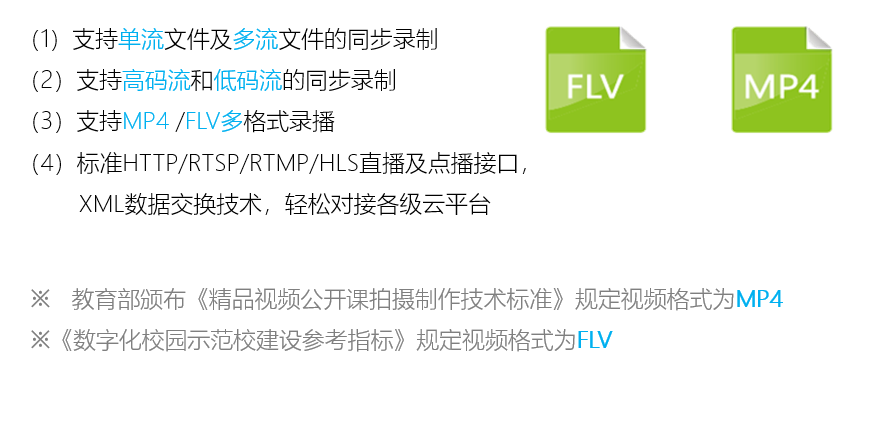 (1) 支持单流文件及多流文件的同步录制
(2) 支持高码流和低码流的同步录制
(3) 支持MP4 /FLV多格式录播
(4) 标准HTTP/RTSP/RTMP/HLS直播及点播接口，
XML数据交换技术，轻松对接各级云平台
FLV
MP4
※ 教育部颁布《精品视频公开课拍摄制作技术标准》规定视频格式为MP4
※《数字化校园示范校建设参考指标》规定视频格式为FLV